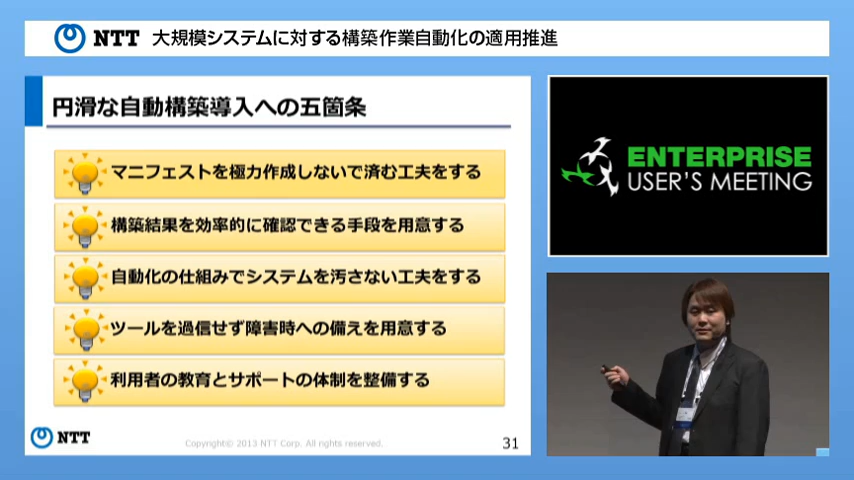 NTT 大規模システムに対する構築作業自動化の適用推進
円滑な自動構築導入への五箇条
マニフェストを極力作成しないで済む工夫をする
構築結果を効率的に確認できる手段を用意する
自動化の仕組みでシステムを汚さない工夫をする
ツールを過信せず障害時への備えを用意する
利用者の教育とサポートの体制を整備する
NTT
Copyright© 2013 NTT Corp. All rights reserved.
31
ENTERPRISE
USER'S MEETING